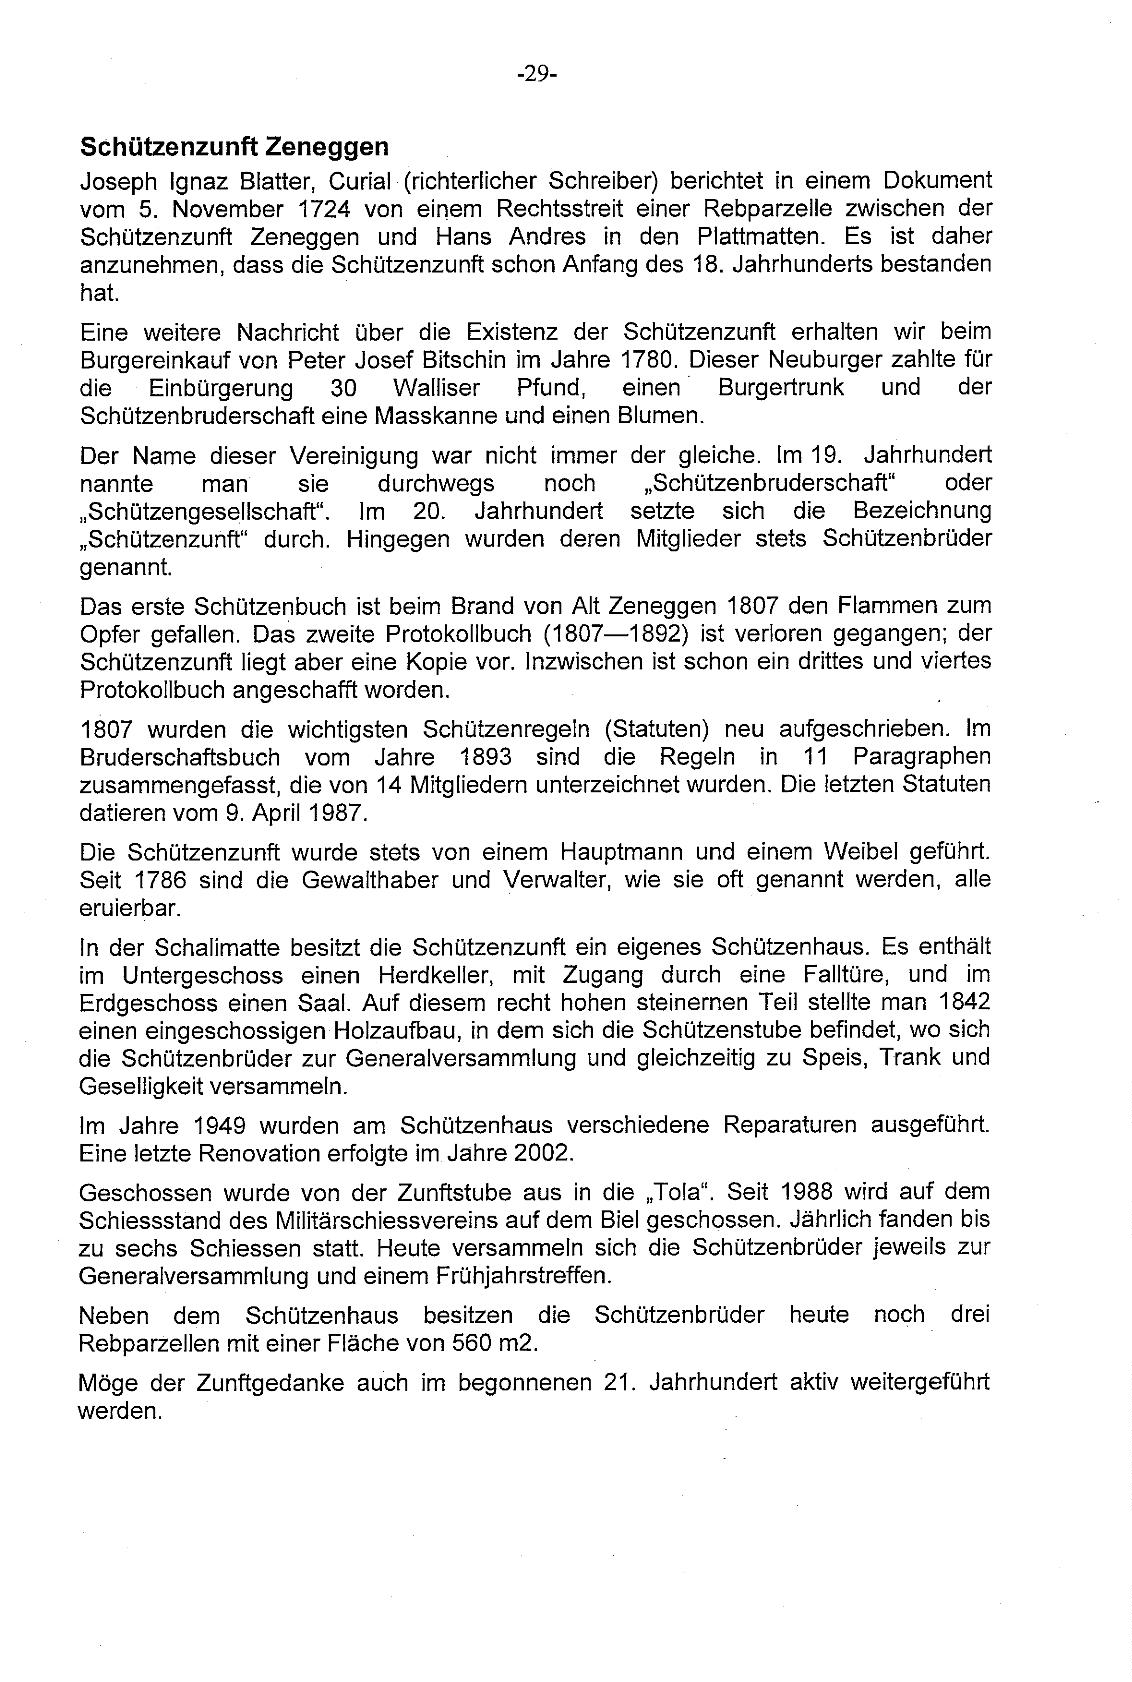 -29-
Schützenzunft Zeneggen
Joseph Ignaz Blatter, Curial (richterlicher Schreiber) berichtet in einem Dokument
vom 5. November 1724 von einem Rechtsstreit einer Rebparzelle zwischen der
Schützenzunft Zeneggen und Hans Andres in den Plattmatten. Es ist daher
anzunehmen, dass die Schützenzunft schon Anfang des 18. Jahrhunderts bestanden
hat.
Eine weitere Nachricht über die Existenz der Schützenzunft erhalten wir beim
Burgereinkauf von Peter Josef Bitschin im Jahre 1780. Dieser Neuburger zahlte für
die Einbürgerung 30 Walliser Pfund, einen Burgertrunk und der
Schützenbruderschaft eine Masskanne und einen Blumen.
Der Name dieser Vereinigung war nicht immer der gleiche. Im 19. Jahrhundert
nannte man sie durchwegs noch „Schützenbruderschaft“ oder
„Schützengesellschaft“. Im 20. Jahrhundert setzte sich die Bezeichnung
„Schützenzunft“ durch. Hingegen wurden deren Mitglieder stets Schützenbrüder
genannt.
Das erste Schützenbuch ist beim Brand von Alt Zeneggen 1807 den Flammen zum
Opfer gefallen. Das zweite Protokollbuch (1807—1892) ist verloren gegangen; der
Schützenzunft liegt aber eine Kopie vor. Inzwischen ist schon ein drittes und viertes
Protokollbuch angeschafft worden.
1807 wurden die wichtigsten Schützenregeln (Statuten) neu aufgeschrieben. Im
Bruderschaftsbuch vom Jahre 1893 sind die Regeln in 11 Paragraphen
zusammengefasst, die von 14 Mitgliedern unterzeichnet wurden. Die letzten Statuten
datieren vom 9. April 1987.
Die Schützenzunft wurde stets von einem Hauptmann und einem Weibel geführt.
Seit 1786 sind die Gewalthaber und Verwalter, wie sie oft genannt werden, alle
eruierbar.
In der Schalimatte besitzt die Schützenzunft ein eigenes Schützenhaus. Es enthält
im Untergeschoss einen Herdkeller, mit Zugang durch eine Falltüre, und im
Erdgeschoss einen Saal. Auf diesem recht hohen steinernen Teil stellte man 1842
einen eingeschossigen Holzaufbau, in dem sich die Schützenstube befindet, wo sich
die Schützenbrüder zur Generalversammlung und gleichzeitig zu Speis, Trank und
Geselligkeit versammeln.
Im Jahre 1949 wurden am Schützenhaus verschiedene Reparaturen ausgeführt.
Eine letzte Renovation erfolgte im Jahre 2002.
Geschossen wurde von der Zunftstube aus in die „Tola“. Seit 1988 wird auf dem
Schiessstand des Militärschiessvereins auf dem Biel geschossen. Jährlich fanden bis
zu sechs Schiessen statt. Heute versammeln sich die Schützenbrüder jeweils zur
Generalversammlung und einem Frühjahrstreffen.
Neben dem Schützenhaus besitzen die Schützenbrüder heute noch drei
Rebparzellen mit einer Fläche von 560 m2.
Möge der Zunftgedanke auch im begonnenen 21. Jahrhundert aktiv weitergeführt
werden.